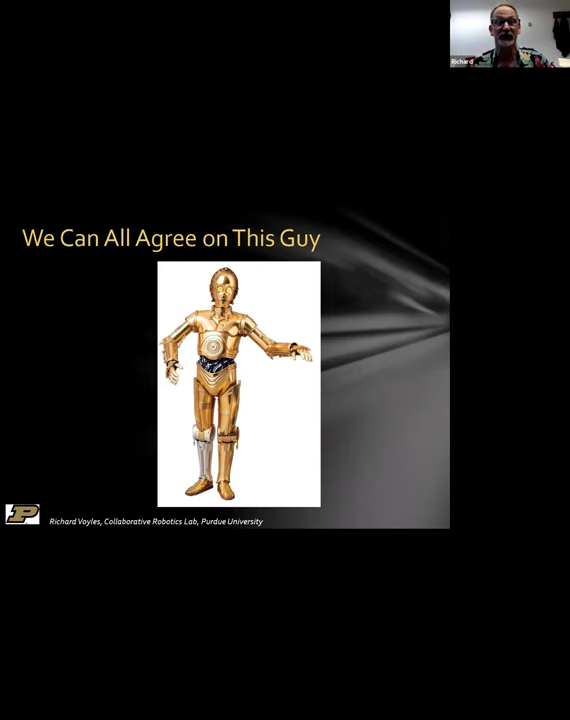 Richard
We Can All Agree on This Guy
P
Richard Voyles, Collaborative Robotics Lab, Purdue University